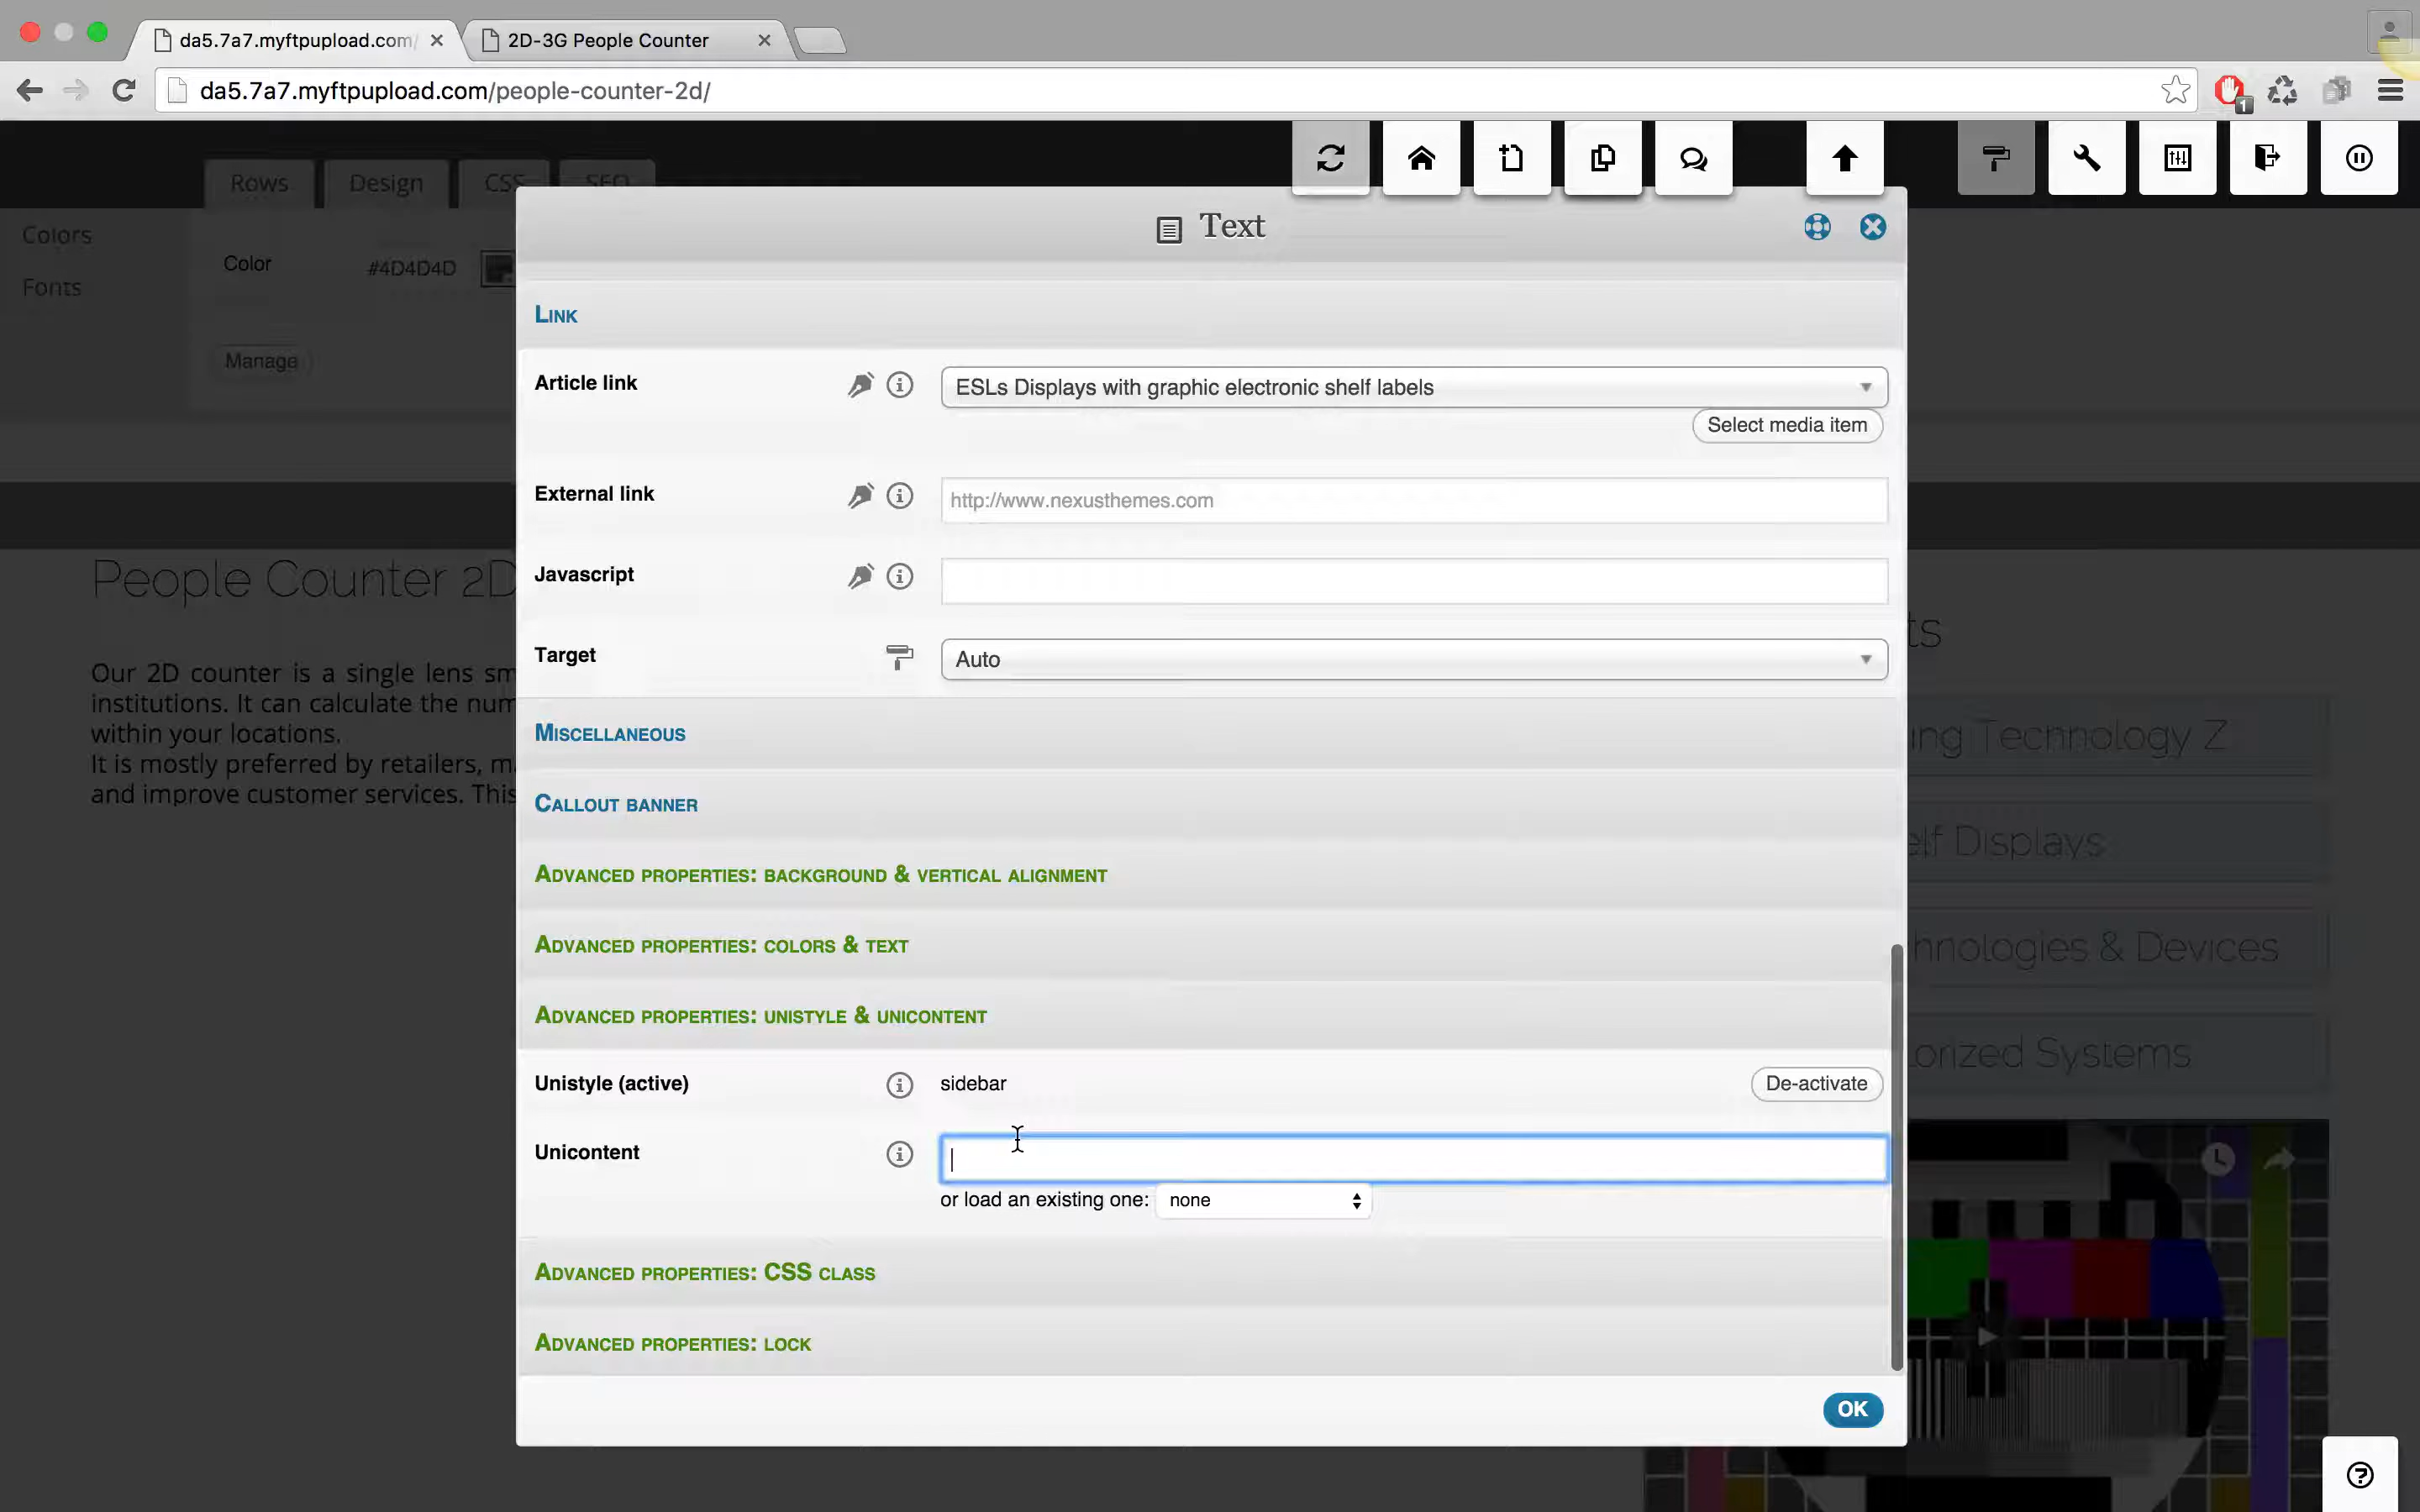 da5.7a7.myftpupload.com/
2D-3G People Counter
da5.7a7.myftpupload.com/people-counter-2d/
1
Rows
Design
CSS
SEO
Colors
Fonts
Color
#4D4D4D
Manage
Text
Link
Article link
ESLs Displays with graphic electronic shelf labels
Select media item
External link
http://www.nexusthemes.com
Javascript
Target
Auto
Miscellaneous
Callout banner
Advanced properties: background & vertical alignment
Advanced properties: colors & text
Advanced properties: unistyle & unicontent
Unistyle (active)
sidebar
De-activate
Unicontent
or load an existing one:
none
Advanced properties: CSS class
Advanced properties: lock
OK
People Counter 2D
Our 2D counter is a single lens sm
institutions. It can calculate the num
within your locations.
It is mostly preferred by retailers, m
and improve customer services. This
ts
ing Technology Z
elf Displays
hnologies & Devices
orized Systems